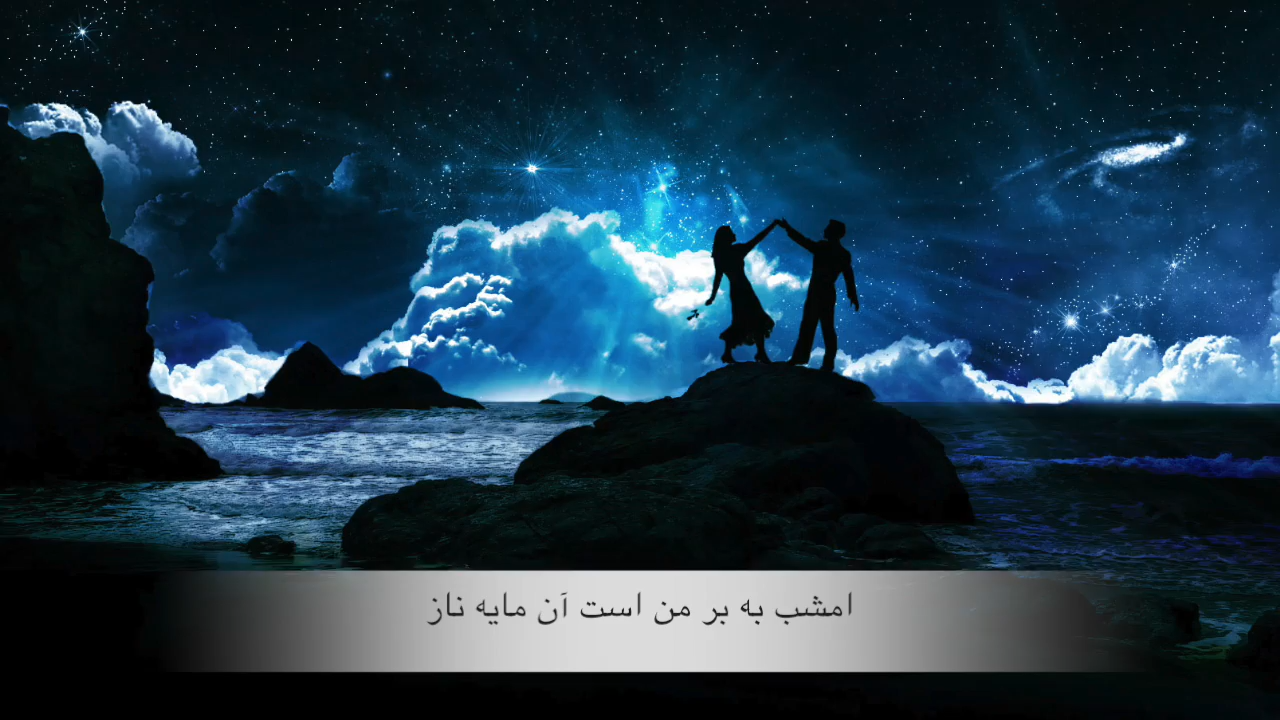 امشب به بر من است آن مایه ناز